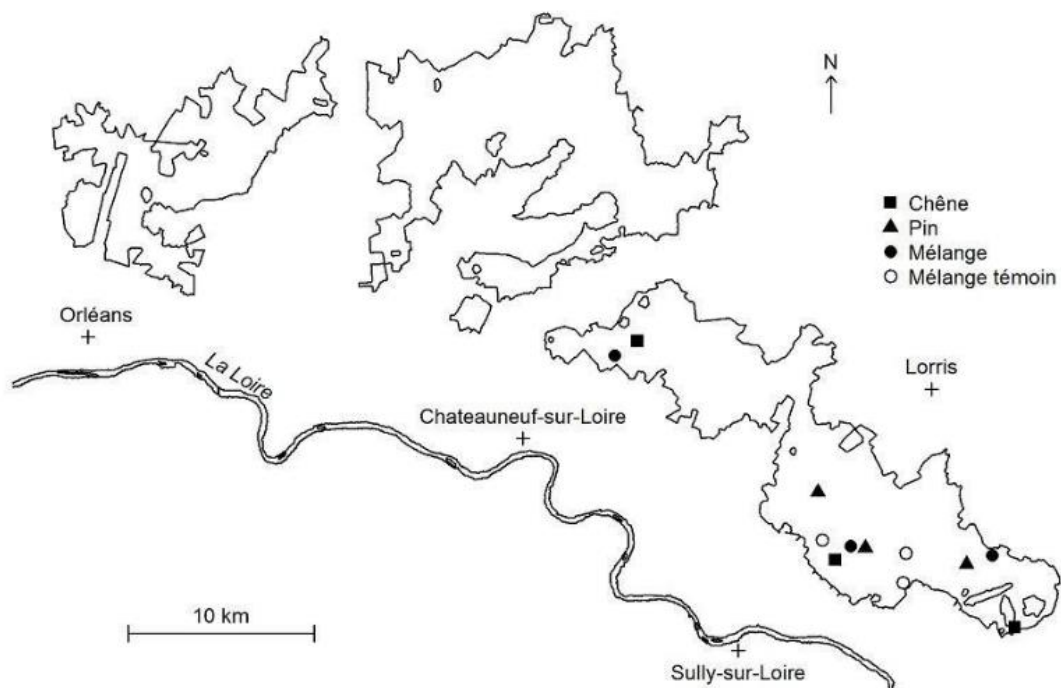 N
Chêne
Pin
Mélange
Mélange témoin
Orléans
La Loire
Lorris
Chateauneuf-sur-Loire
10 km
Sully-sur-Loire